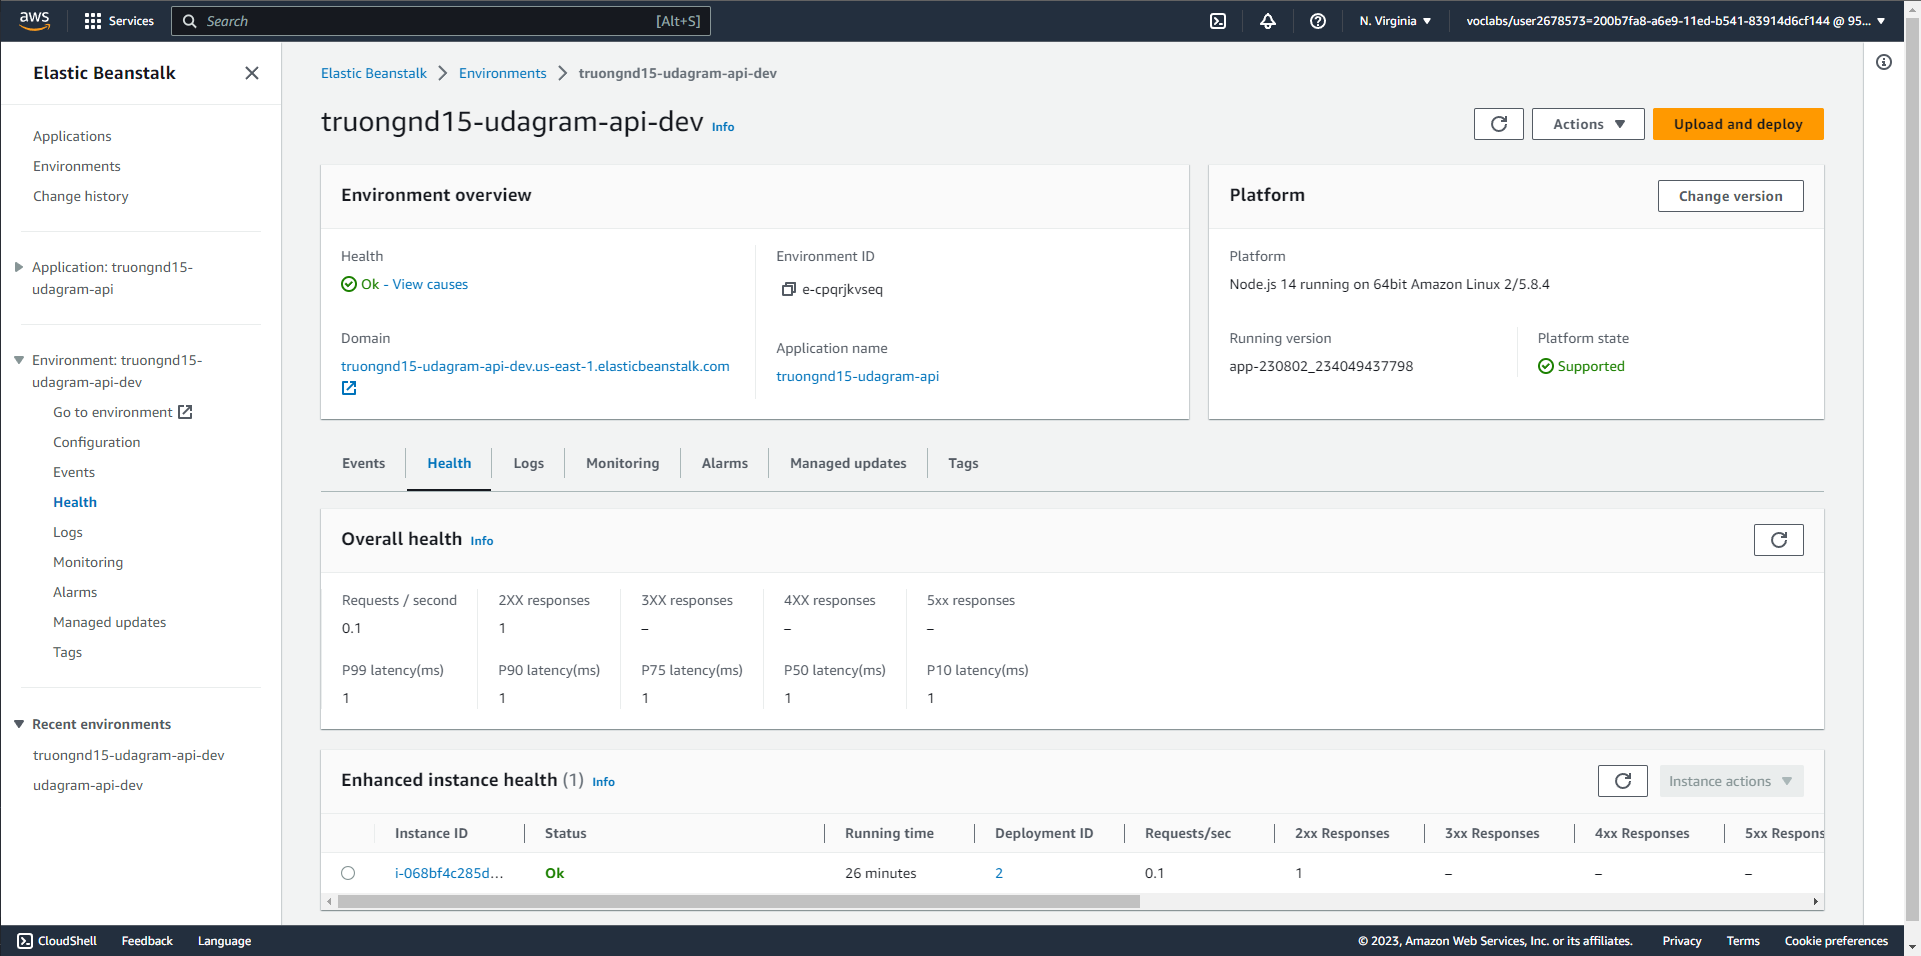 aws
Services
Search
[Alt+S]
N. Virginia
voclabs/user2678573=200b7fa8-a6e9-11ed-b541-83914d6cf144 @ 95...
Elastic Beanstalk
Applications
Environments
Change history
Application: truongnd15-
udagram-api
Environment: truongnd15-
udagram-api-dev
Go to environment
Configuration
Events
Health
Logs
Monitoring
Alarms
Managed updates
Tags
Recent environments
truongnd15-udagram-api-dev
udagram-api-dev
Elastic Beanstalk
Environments
truongnd15-udagram-api-dev
truongnd15-udagram-api-dev Info
Actions
Upload and deploy
Environment overview
Health
Ok - View causes
Domain
truongnd15-udagram-api-dev.us-east-1.elasticbeanstalk.com
Environment ID
e-cpqrjkvseq
Application name
truongnd15-udagram-api
Platform
Change version
Platform
Node.js 14 running on 64bit Amazon Linux 2/5.8.4
Running version
app-230802_234049437798
Platform state
Supported
Events
Health
Logs
Monitoring
Alarms
Managed updates
Tags
Overall health Info
Requests / second
0.1
2XX responses
1
3XX responses
–
4XX responses
–
5xx responses
–
P99 latency(ms)
1
P90 latency(ms)
1
P75 latency(ms)
1
P50 latency(ms)
1
P10 latency(ms)
1
Enhanced instance health (1) Info
Instance actions
Instance ID
Status
Running time
Deployment ID
Requests/sec
2xx Responses
3xx Responses
4xx Responses
5xx Respons
i-068bf4c285d...
Ok
26 minutes
2
0.1
1
–
–
–
CloudShell
Feedback
Language
© 2023, Amazon Web Services, Inc. or its affiliates.
Privacy
Terms
Cookie preferences